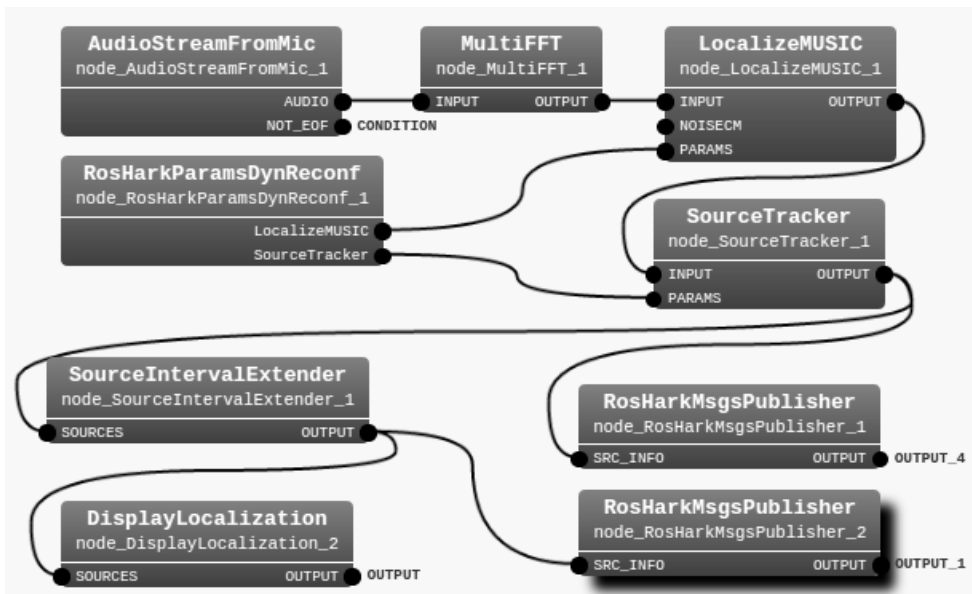 AudioStreamFromMic
node_AudioStreamFromMic_1
AUDIO
NOT_EOF CONDITION
MultiFFT
node_MultiFFT_1
INPUT OUTPUT
LocalizeMUSIC
node_LocalizeMUSIC_1
INPUT OUTPUT
NOISECM
PARAMS
RosHarkParamsDynReconf
node_RosHarkParamsDynReconf_1
LocalizeMUSIC
SourceTracker
SourceTracker
node_SourceTracker_1
INPUT OUTPUT
PARAMS
SourceIntervalExtender
node_SourceIntervalExtender_1
SOURCES OUTPUT
RosHarkMsgsPublisher
node_RosHarkMsgsPublisher_1
SRC_INFO OUTPUT OUTPUT_4
DisplayLocalization
node_DisplayLocalization_2
SOURCES OUTPUT OUTPUT
RosHarkMsgsPublisher
node_RosHarkMsgsPublisher_2
SRC_INFO OUTPUT OUTPUT_1